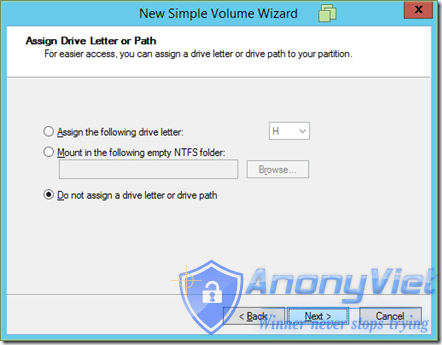 New Simple Volume Wizard
Assign Drive Letter or Path
For easier access, you can assign a drive letter or drive path to your partition.
Assign the following drive letter: H
Mount in the following empty NTFS folder:
Browse...
Do not assign a drive letter or drive path
AnonyViet
< Back Next > Cancel
Winner never stops trying